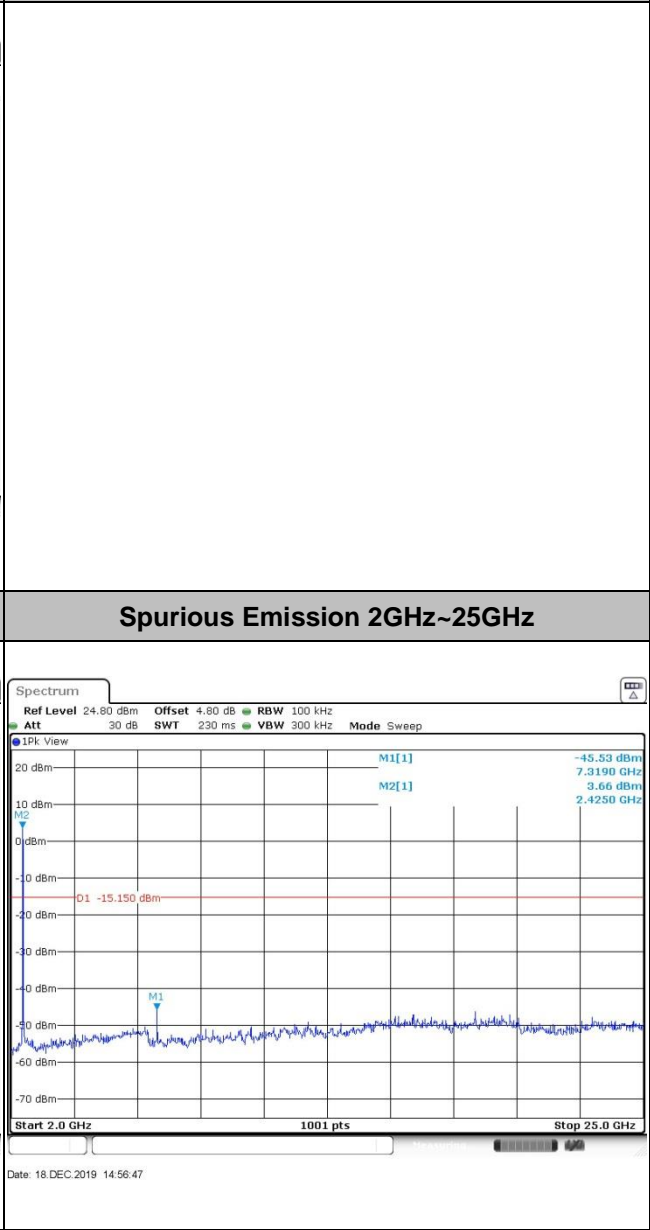 Spurious Emission 2GHz~25GHz
Spectrum
Ref Level 24.80 dBm Offset 4.80 dB RBW 100 kHz
Att 30 dB SWT 230 ms VBW 300 kHz Mode Sweep
1Pk View
M1[1] -45.53 dBm
7.3190 GHz
M2[1] 3.66 dBm
2.4250 GHz
20 dBm
10 dBm
M2
0 dBm
-10 dBm
D1 -15.150 dBm
-20 dBm
-30 dBm
-40 dBm
M1
-50 dBm
-60 dBm
-70 dBm
Start 2.0 GHz 1001 pts Stop 25.0 GHz
Date: 18.DEC.2019 14:56:47